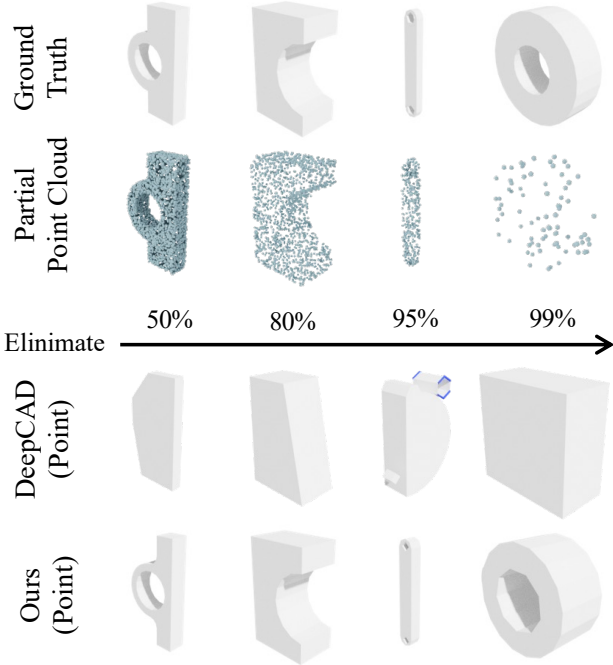 Ground
Truth
Partial
Point Cloud
50% 80% 95% 99%
Elinimate
DeepCAD
(Point)
Ours
(Point)